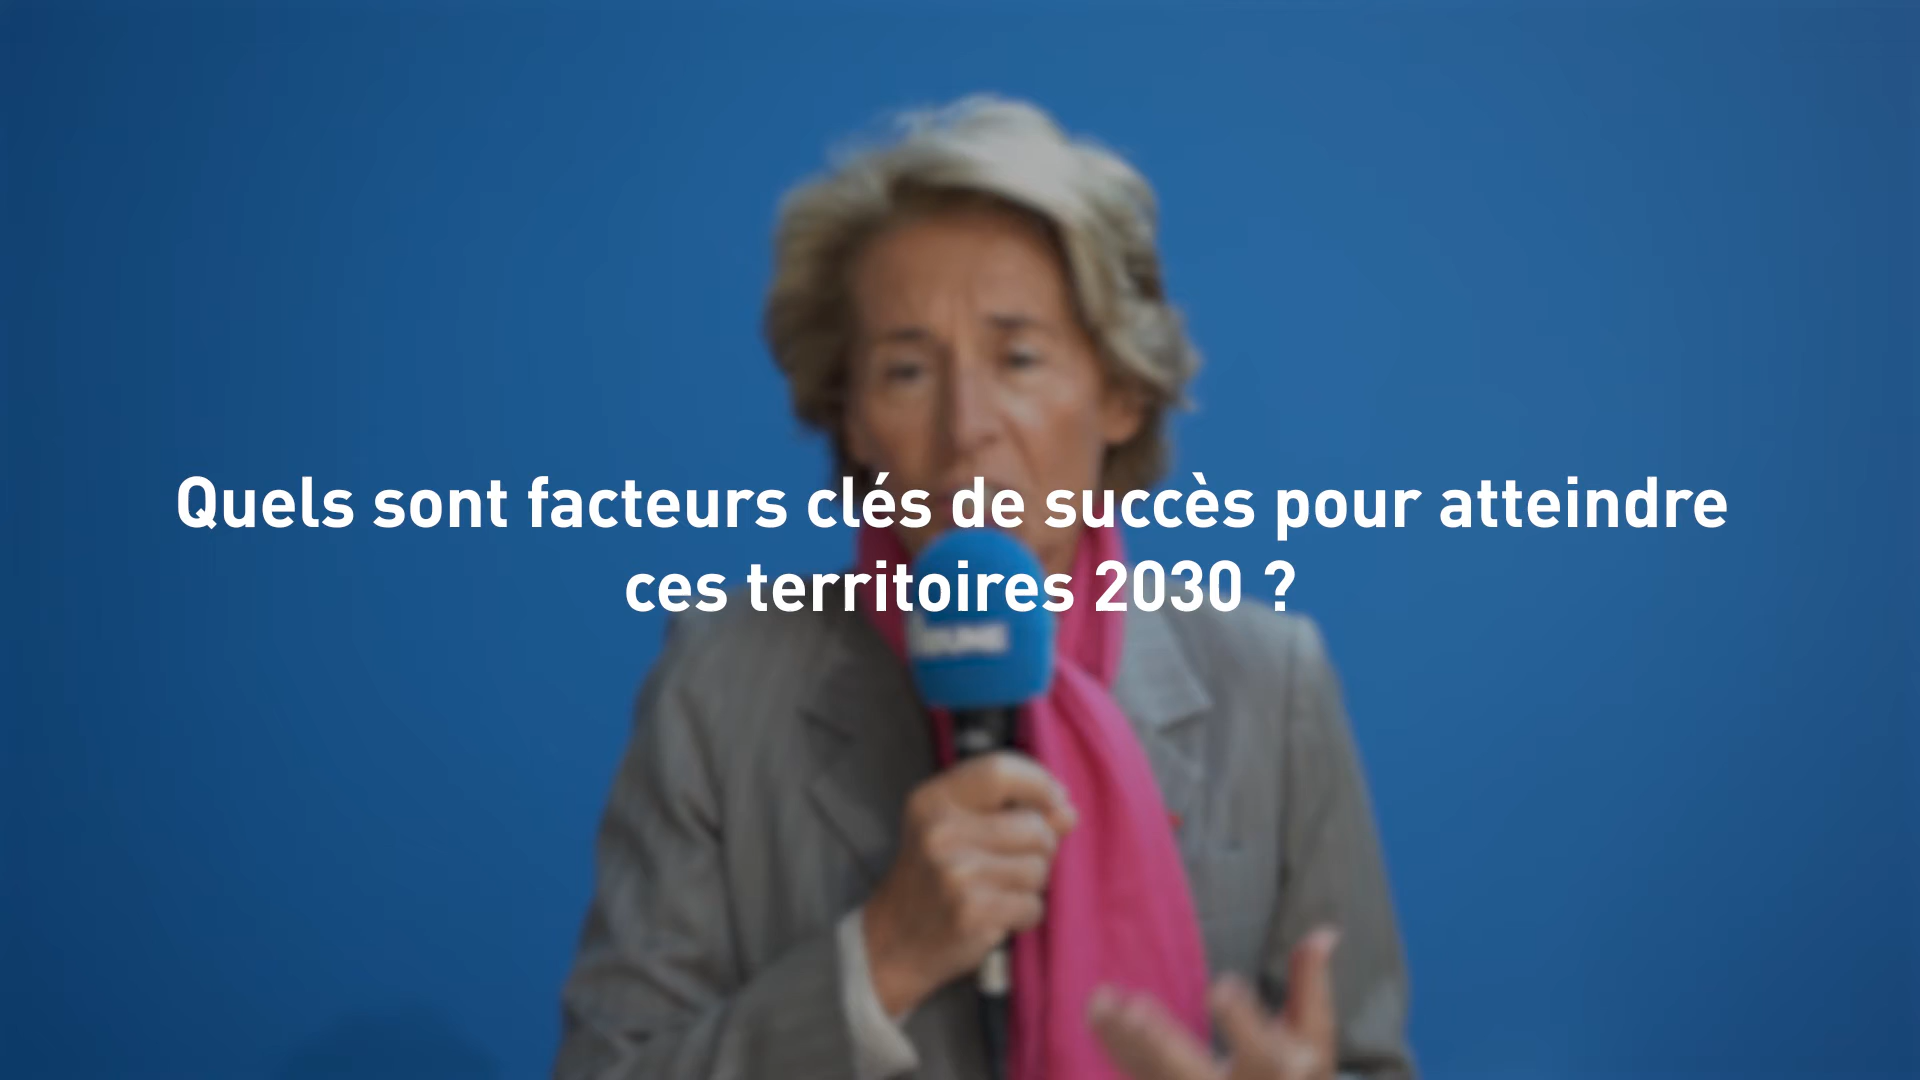 Quels sont facteurs clés de succès pour atteindre
ces territoires 2030 ?